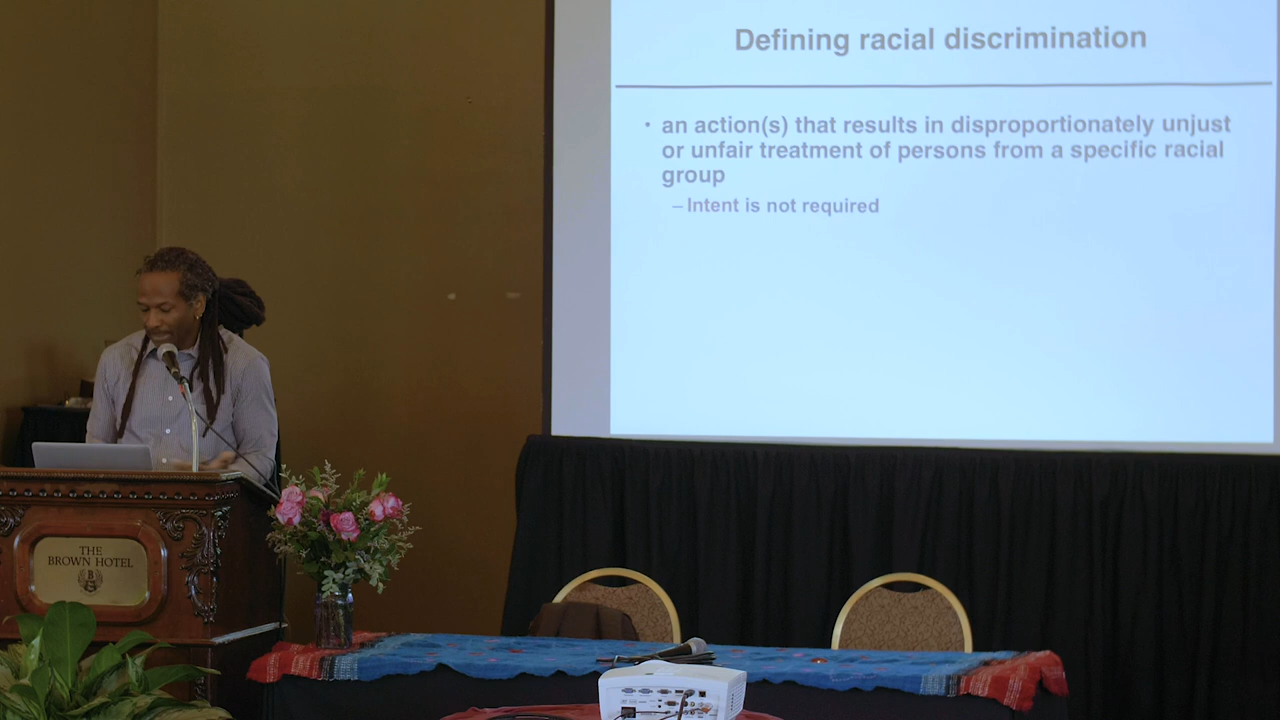 Defining racial discrimination
• an action(s) that results in disproportionately unjust
or unfair treatment of persons from a specific racial
group
– Intent is not required
THE
BROWN HOTEL
B